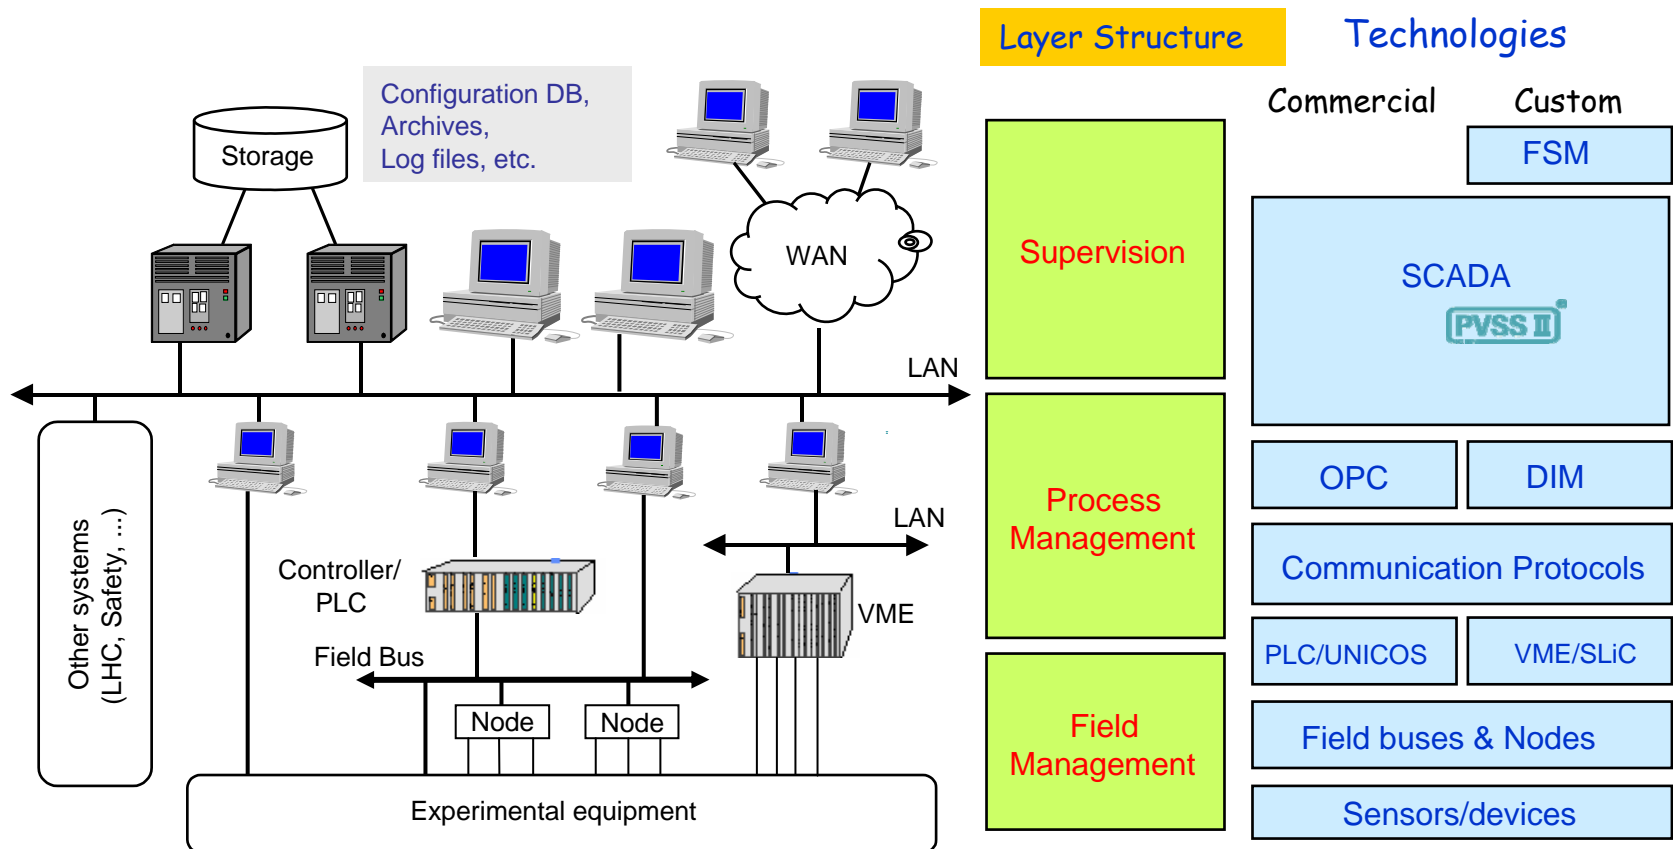 Layer Structure
Technologies
Commercial
Custom
Configuration DB,
Archives,
Log files, etc.
Storage
WAN
LAN
Other systems
(LHC, Safety, ...)
Controller/
PLC
LAN
VME
Field Bus
Node
Node
Experimental equipment
Supervision
Process
Management
Field
Management
FSM
SCADA
PVSS II
OPC
DIM
Communication Protocols
PLC/UNICOS
VME/SLiC
Field buses & Nodes
Sensors/devices